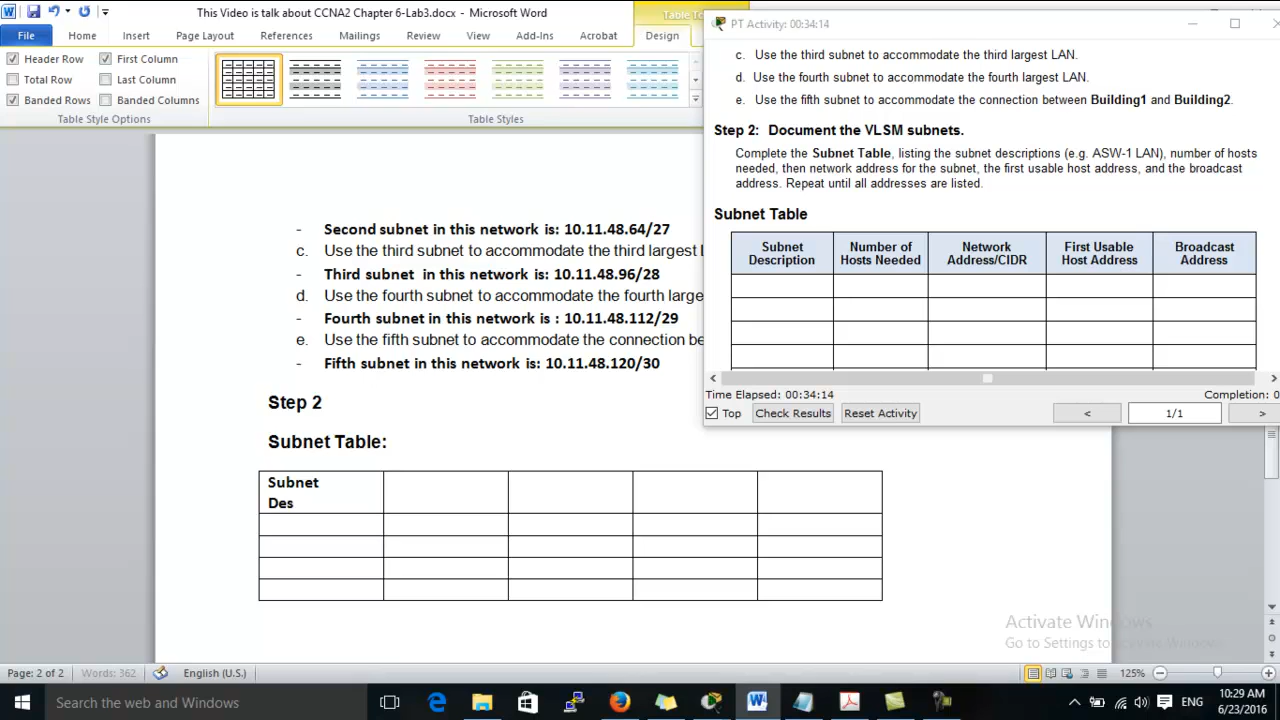 This Video is talk about CCNA2 Chapter 6-Lab3.docx - Microsoft Word
Table To
File Home Insert Page Layout References Mailings Review View Add-Ins Acrobat Design
Header Row First Column
Total Row Last Column
Banded Rows Banded Columns
Table Style Options
Table Styles
PT Activity: 00:34:14
c. Use the third subnet to accommodate the third largest LAN.
d. Use the fourth subnet to accommodate the fourth largest LAN.
e. Use the fifth subnet to accommodate the connection between Building1 and Building2.
Step 2: Document the VLSM subnets.
Complete the Subnet Table, listing the subnet descriptions (e.g. ASW-1 LAN), number of hosts
needed, then network address for the subnet, the first usable host address, and the broadcast
address. Repeat until all addresses are listed.
Subnet Table
Subnet Number of Network First Usable Broadcast
Description Hosts Needed Address/CIDR Host Address Address
Time Elapsed: 00:34:14 Completion: 0
Top Check Results Reset Activity < 1/1 >
- Second subnet in this network is: 10.11.48.64/27
c. Use the third subnet to accommodate the third largest L
- Third subnet in this network is: 10.11.48.96/28
d. Use the fourth subnet to accommodate the fourth large
- Fourth subnet in this network is : 10.11.48.112/29
e. Use the fifth subnet to accommodate the connection be
- Fifth subnet in this network is: 10.11.48.120/30
Step 2
Subnet Table:
Subnet
Des
Activate Windows
Go to Settings to activate Windows.
Page: 2 of 2 Words: 362 English (U.S.) 125%
Search the web and Windows
ENG
10:29 AM
6/23/2016